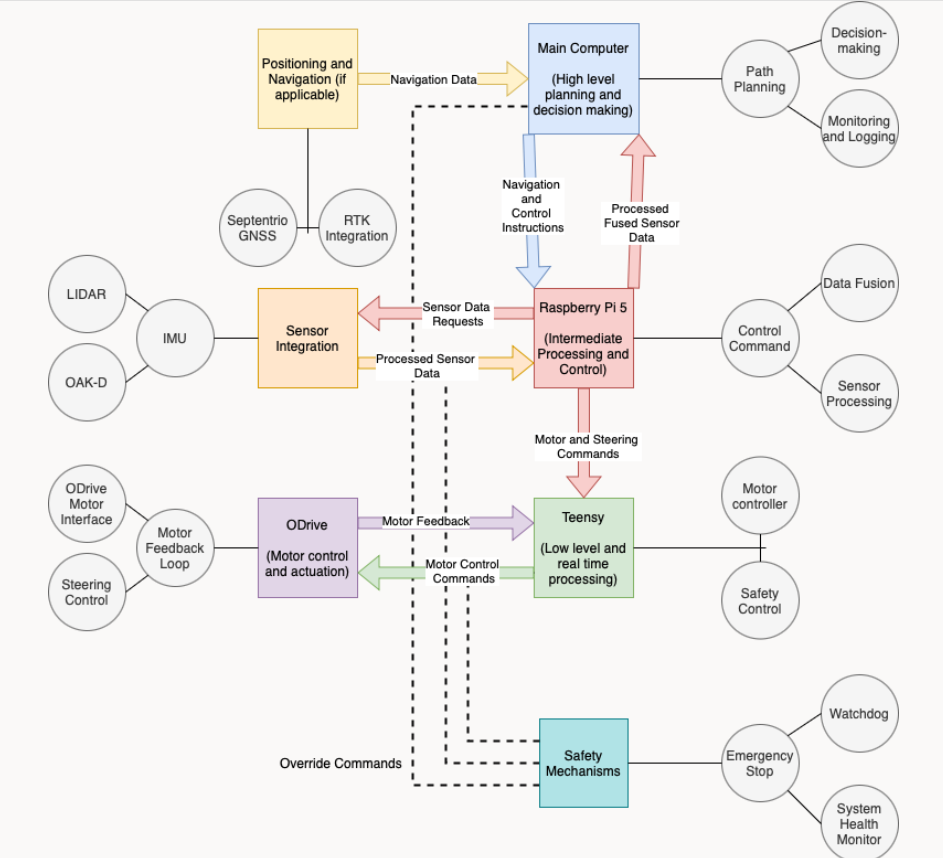 Positioning and
Navigation (if
applicable)
Navigation Data
Main Computer
(High level
planning and
decision making)
Path
Planning
Decision-
making
Monitoring
and Logging
Septentrio
GNSS
RTK
Integration
Navigation
and
Control
Instructions
Processed
Fused Sensor
Data
LIDAR
OAK-D
IMU
Sensor
Integration
Sensor Data
Requests
Processed Sensor
Data
Raspberry Pi 5
(Intermediate
Processing and
Control)
Control
Command
Data Fusion
Sensor
Processing
Motor and Steering
Commands
ODrive
Motor
Interface
Steering
Control
Motor
Feedback
Loop
ODrive
(Motor control
and actuation)
Motor Feedback
Motor Control
Commands
Teensy
(Low level and
real time
processing)
Motor
controller
Safety
Control
Override Commands
Safety
Mechanisms
Emergency
Stop
Watchdog
System
Health
Monitor